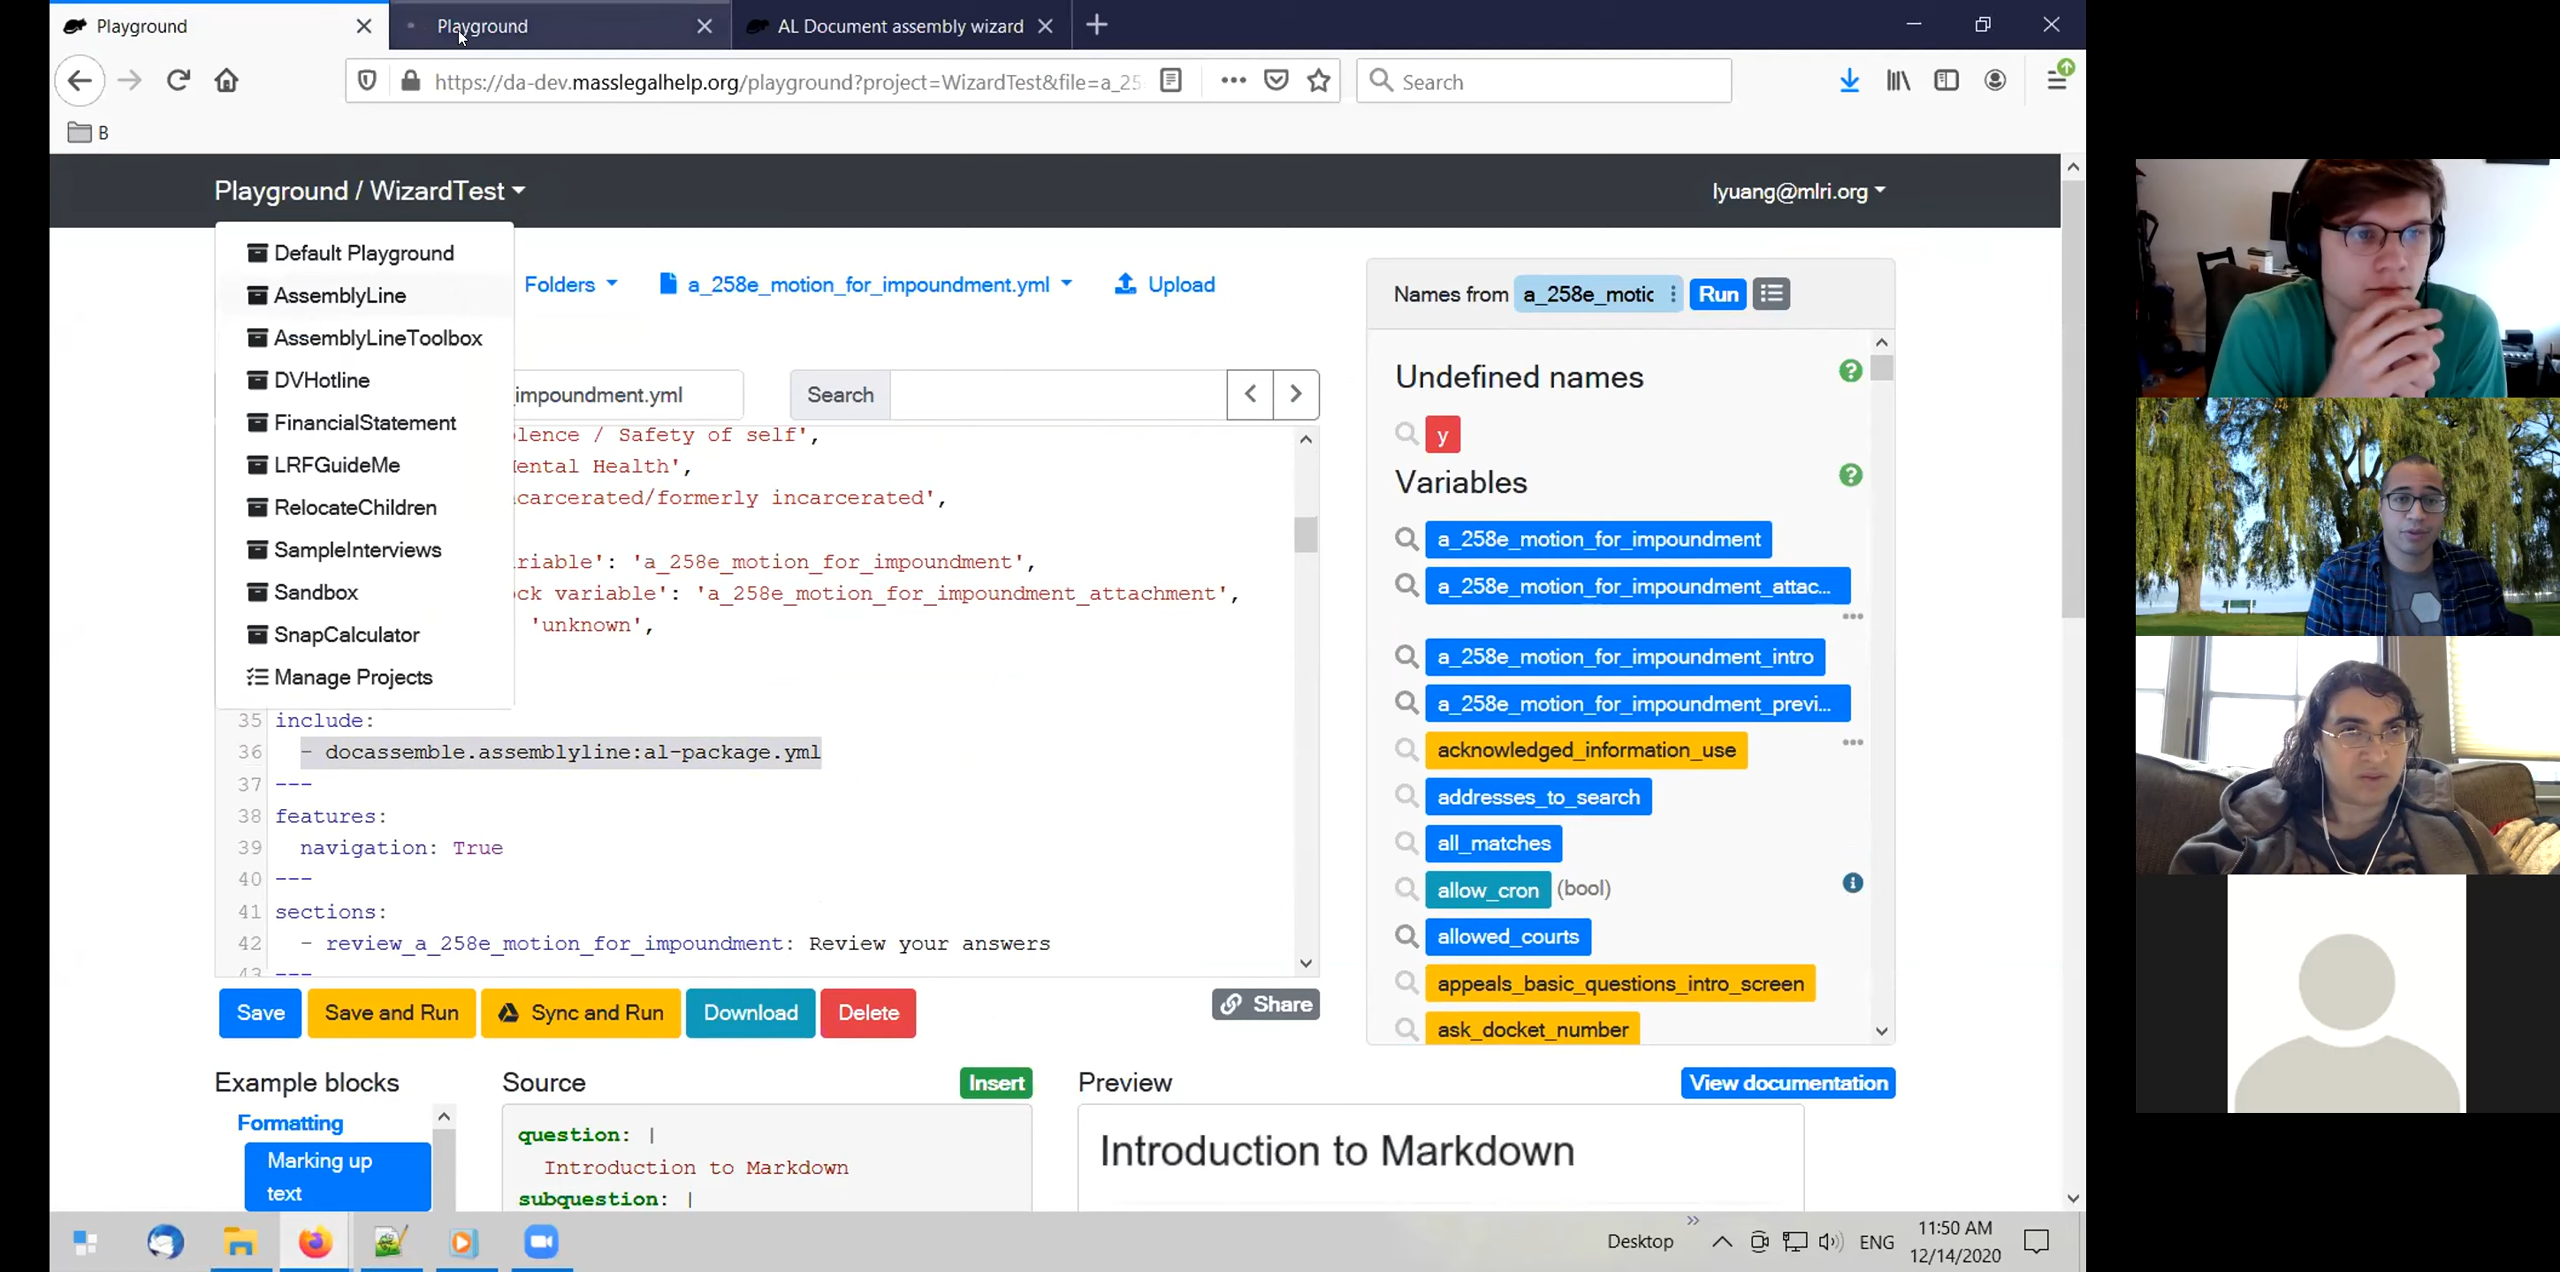 Playground
Playground
AL Document assembly wizard
https://da-dev.masslegalhelp.org/playground?project=WizardTest&file=a_25
Search
B
Playground / WizardTest
lyuang@mlri.org
Default Playground
AssemblyLine
AssemblyLineToolbox
DVHotline
FinancialStatement
LRFGuideMe
RelocateChildren
SampleInterviews
Sandbox
SnapCalculator
Manage Projects
Folders
a_258e_motion_for_impoundment.yml
Upload
_impoundment.yml
Search
lence / Safety of self',
Mental Health',
carcerated/formerly incarcerated',
riable': 'a_258e_motion_for_impoundment',
ck variable': 'a_258e_motion_for_impoundment_attachment',
'unknown',
35 include:
36 - docassemble.assemblyline:al-package.yml
37 ---
38 features:
39 navigation: True
40 ---
41 sections:
42 - review_a_258e_motion_for_impoundment: Review your answers
43 ---
Save
Save and Run
Sync and Run
Download
Delete
Share
Names from a_258e_motic Run
Undefined names
y
Variables
a_258e_motion_for_impoundment
a_258e_motion_for_impoundment_attac...
a_258e_motion_for_impoundment_intro
a_258e_motion_for_impoundment_previ...
acknowledged_information_use
addresses_to_search
all_matches
allow_cron (bool)
allowed_courts
appeals_basic_questions_intro_screen
ask_docket_number
Example blocks
Formatting
Marking up
text
Source
Insert
question: |
Introduction to Markdown
subquestion: |
Preview
View documentation
Introduction to Markdown
Desktop
ENG
11:50 AM
12/14/2020